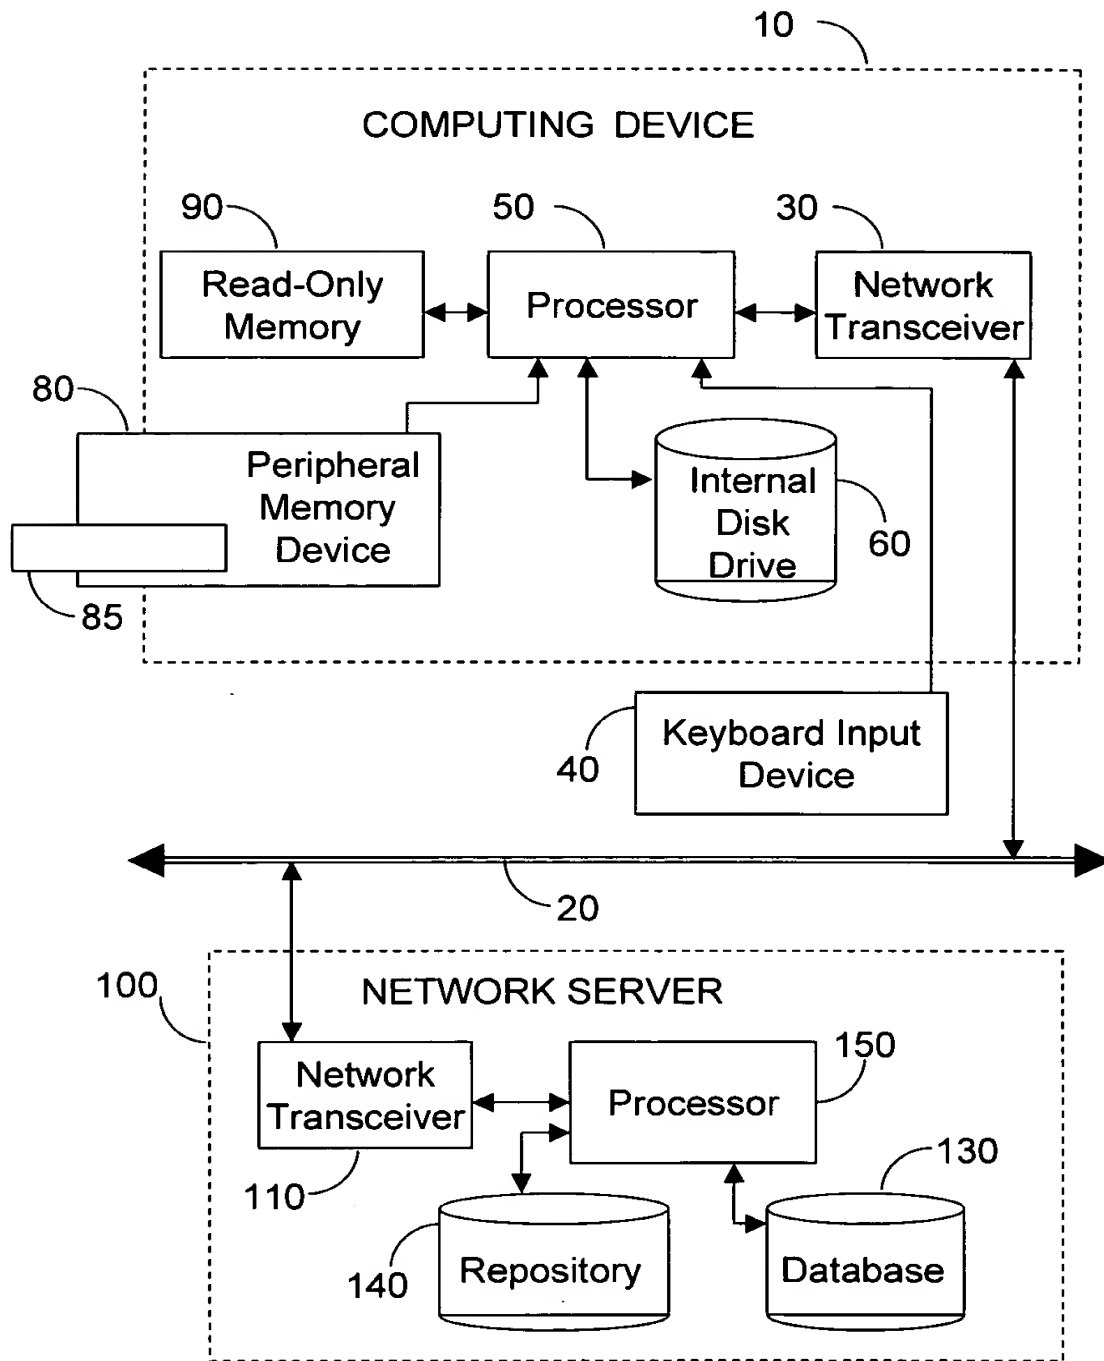 10
COMPUTING DEVICE
90
50
30
Read-Only
Memory
Processor
Network
Transceiver
80
Peripheral
Memory
Device
85
Internal
Disk
Drive
60
Keyboard Input
Device
40
20
100
NETWORK SERVER
150
Network
Transceiver
Processor
110
130
140
Repository
Database